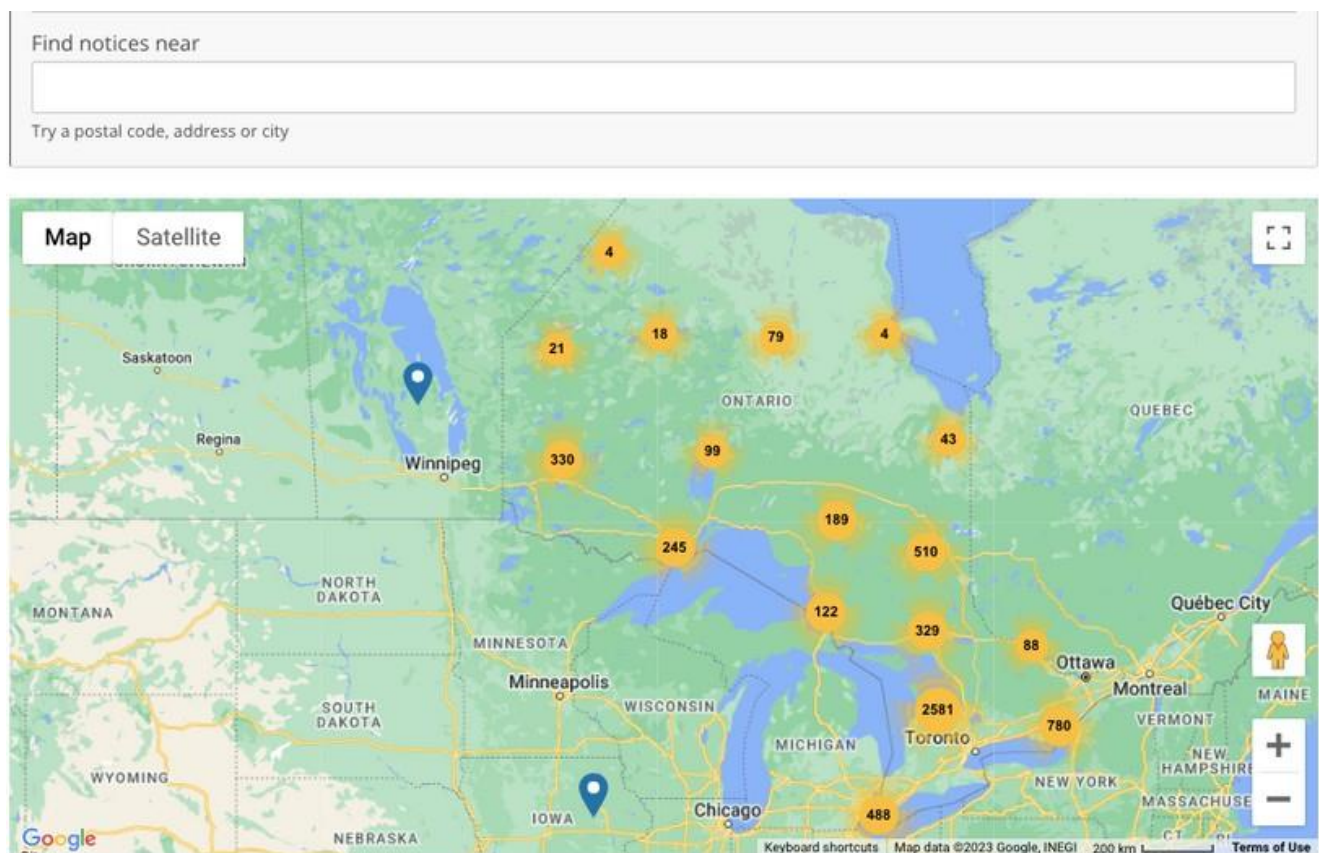 Find notices near
Try a postal code, address or city
Map
Satellite
4
18
79
4
21
Saskatoon
ONTARIO
QUEBEC
Regina
43
99
330
Winnipeg
189
245
510
NORTH
DAKOTA
MONTANA
122
Québec City
329
MINNESOTA
88
Ottawa
Minneapolis
Montreal
MAINE
SOUTH
DAKOTA
WISCONSIN
2581
780
VERMONT
Toronto
MICHIGAN
NEW
HAMPSHIRE
WYOMING
NEW YORK
MASSACHUSE
IOWA
Chicago
488
NEBRASKA
CT
Google
Keyboard shortcuts
Map data ©2023 Google, INEGI
200 km
Terms of Use